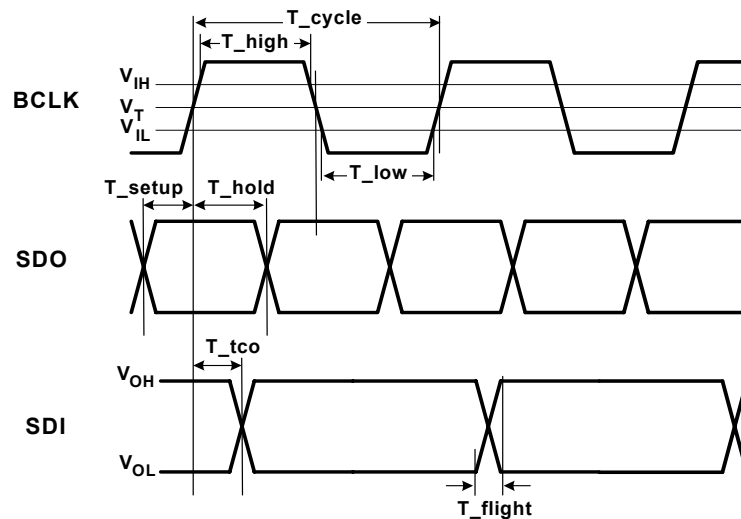 T_cycle
T_high
V_IH
BCLK
V_T
V_IL
T_low
T_setup
T_hold
SDO
T_tco
V_OH
SDI
V_OL
T_flight